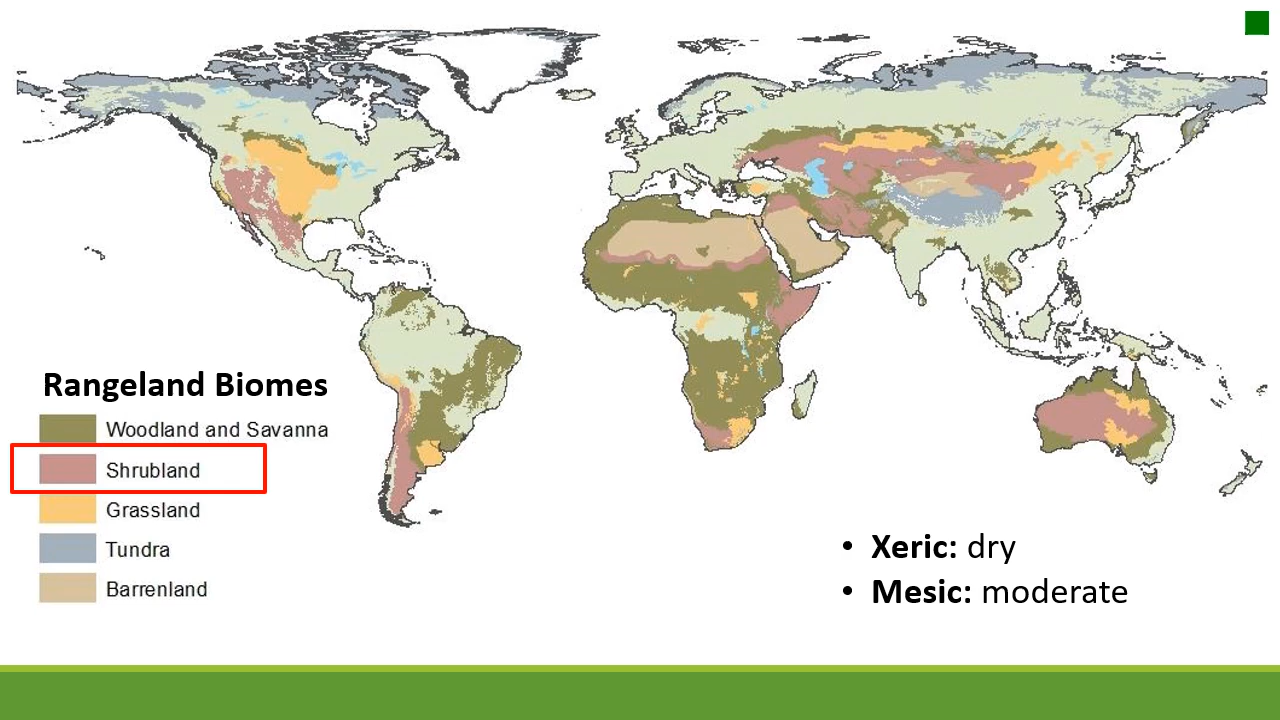 Rangeland Biomes
Woodland and Savanna
Shrubland
Grassland
Tundra
Barrenland
• Xeric: dry
• Mesic: moderate